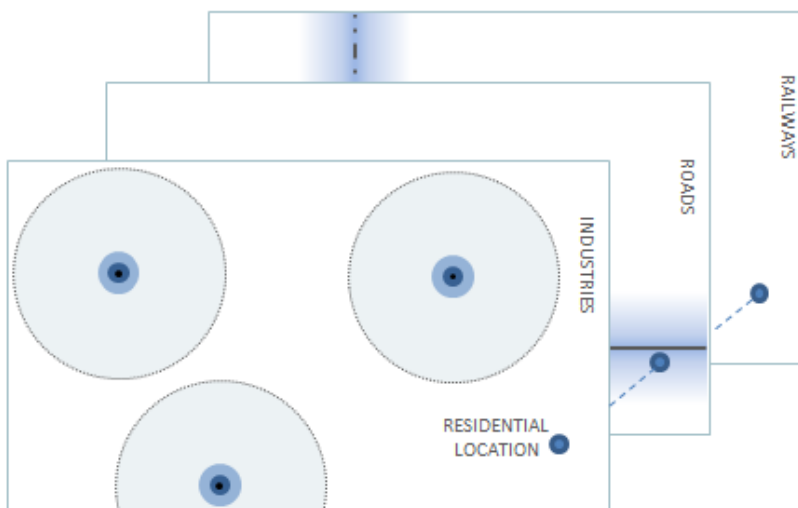 RAILWAYS
ROADS
INDUSTRIES
RESIDENTIAL
LOCATION